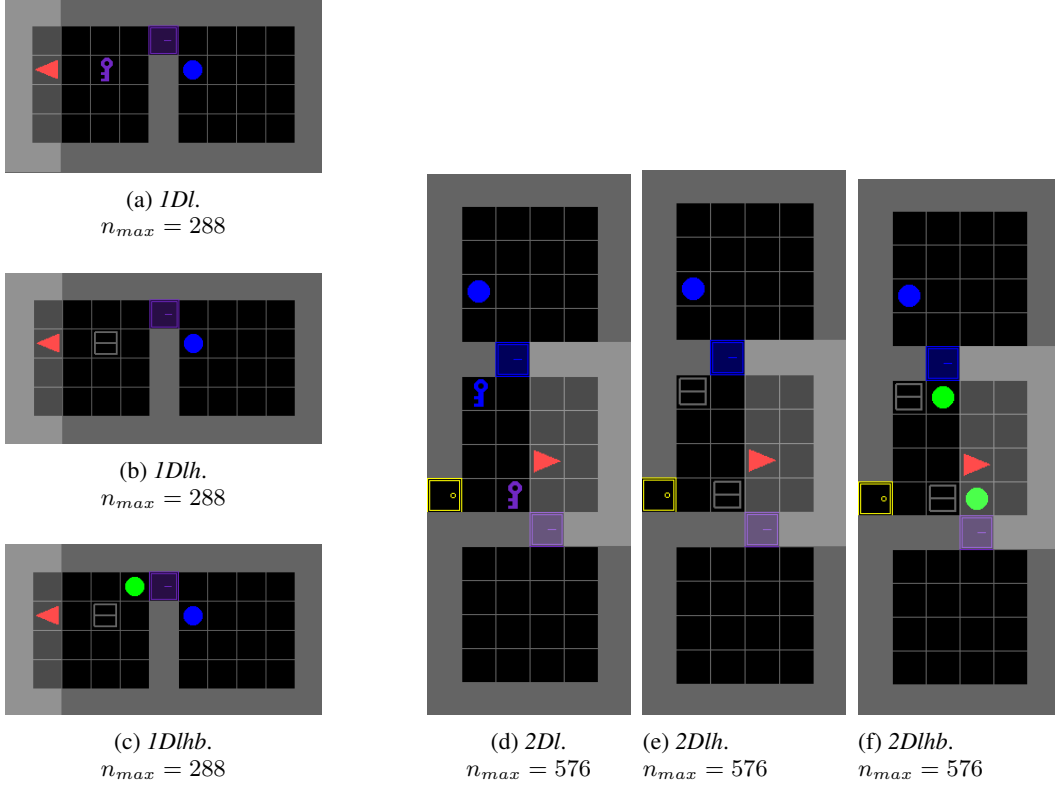 (a) 1Dl.
n_max = 288
(b) 1Dlh.
n_max = 288
(c) 1Dlhb.
n_max = 288
(d) 2Dl.
n_max = 576
(e) 2Dlh.
n_max = 576
(f) 2Dlhb.
n_max = 576